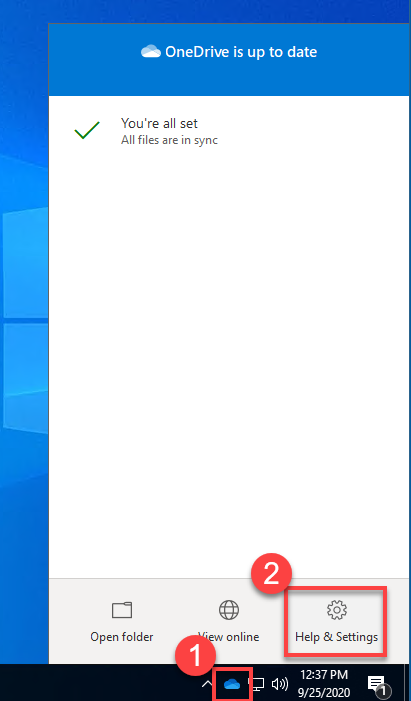 OneDrive is up to date
You're all set
All files are in sync
2
Open folder
View online
Help & Settings
1
12:37 PM
9/25/2020
1